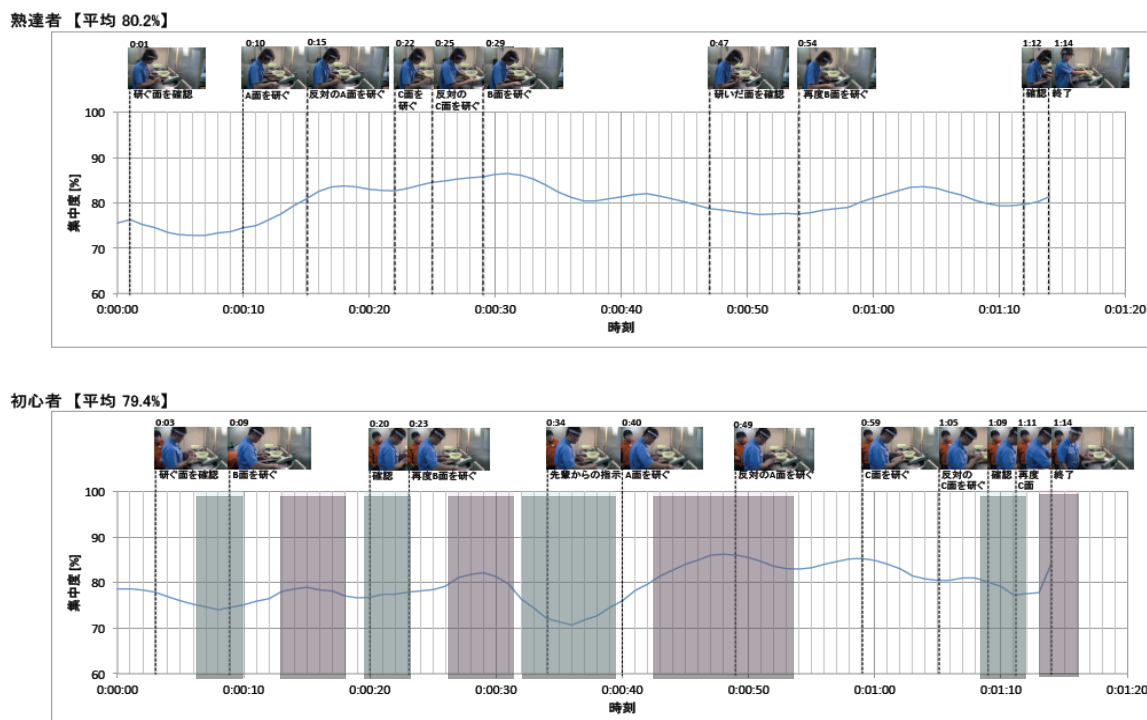 熟達者 【平均 80.2%】
0:01 0:10 0:15 0:22 0:25 0:29 0:47 0:54 1:12 1:14
研ぐ面を確認 A面を研ぐ 反対のA面を研ぐ C面を 反対の B面を研ぐ 研いだ面を確認 再度B面を研ぐ 確認 終了
研ぐ C面を研ぐ
100
90
80
70
60
集中度 [%]
0:00:00 0:00:10 0:00:20 0:00:30 0:00:40 0:00:50 0:01:00 0:01:10 0:01:20
時刻
初心者 【平均 79.4%】
0:03 0:09 0:20 0:23 0:34 0:40 0:49 0:59 1:05 1:09 1:11 1:14
研ぐ面を確認 B面を研ぐ 確認 再度B面を研ぐ 先輩からの指示 A面を研ぐ 反対のA面を研ぐ C面を研ぐ 反対の 確認 再度 終了
C面を研ぐ C面
100
90
80
70
60
集中度 [%]
0:00:00 0:00:10 0:00:20 0:00:30 0:00:40 0:00:50 0:01:00 0:01:10 0:01:20
時刻